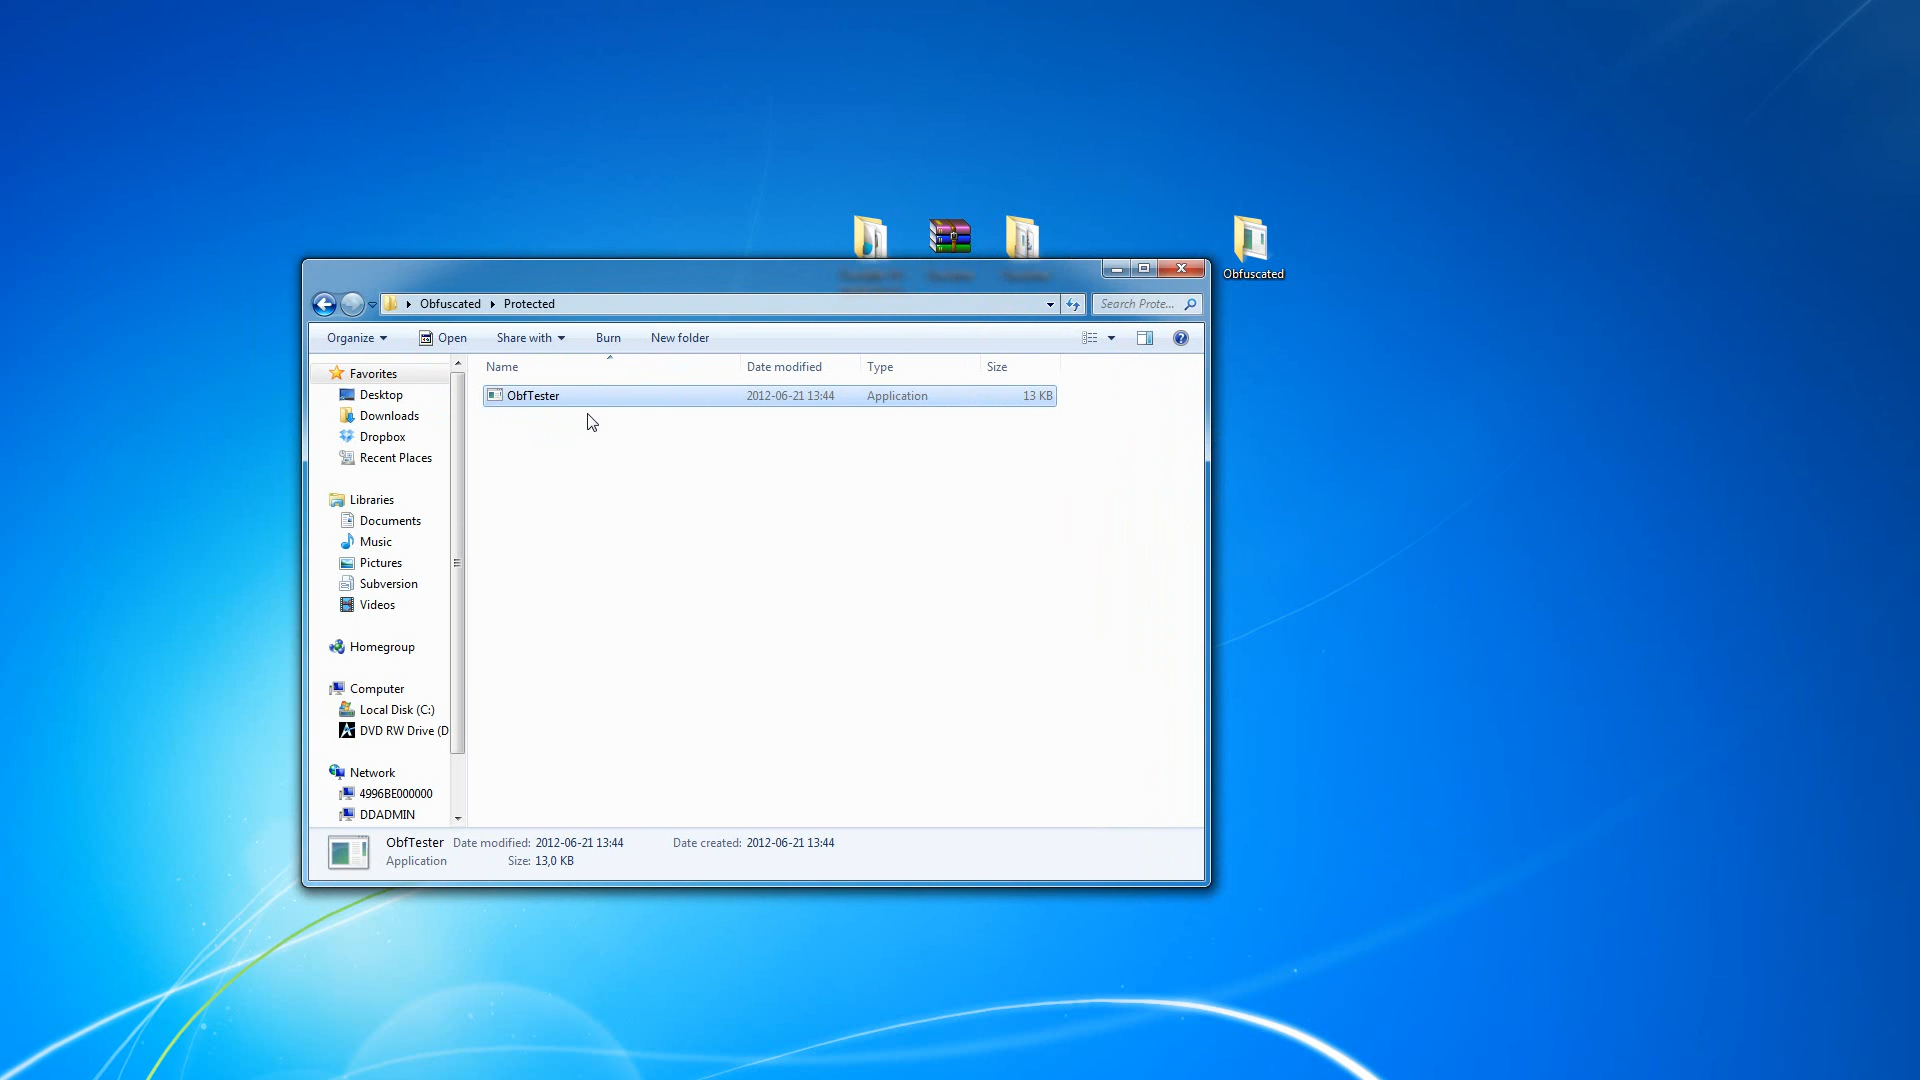 Obfuscated
Obfuscated Protected
Search Prote...
Organize Open Share with Burn New folder
Name Date modified Type Size
ObfTester 2012-06-21 13:44 Application 13 KB
Favorites
Desktop
Downloads
Dropbox
Recent Places
Libraries
Documents
Music
Pictures
Subversion
Videos
Homegroup
Computer
Local Disk (C:)
DVD RW Drive (D
Network
4996BE000000
DDADMIN
ObfTester Date modified: 2012-06-21 13:44 Date created: 2012-06-21 13:44
Application Size: 13,0 KB